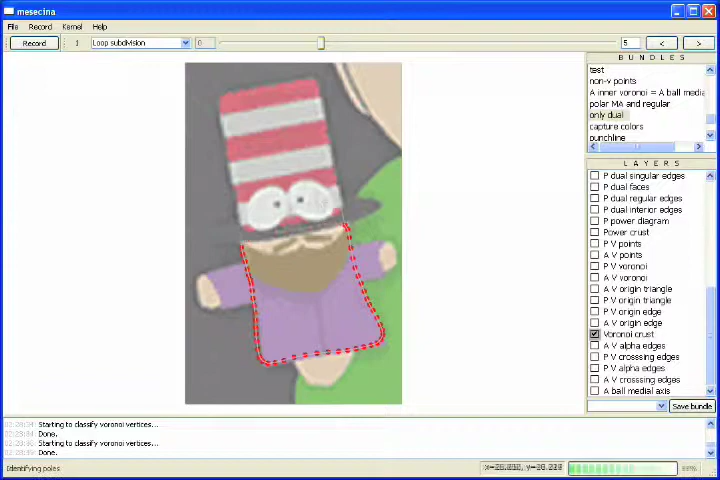 mesecina
File Record Kernel Help
Record 1 Loop subdivision 0 5 < >
BUNDLES
test
non-v points
A inner voronoi = A ball media
polar MA and regular
only dual
capture colors
punchline
LAYERS
P dual singular edges
P dual faces
P dual regular edges
P dual interior edges
P power diagram
Power crust
P V points
A V points
P V voronoi
A V voronoi
A V origin triangle
P V origin triangle
P V origin edge
A V origin edge
Voronoi crust
A V alpha edges
P V crosssing edges
P V alpha edges
A V crosssing edges
A ball medial axis
Save bundle
Starting to classify voronoi vertices...
Done.
Starting to classify voronoi vertices...
Done.
Identifying poles